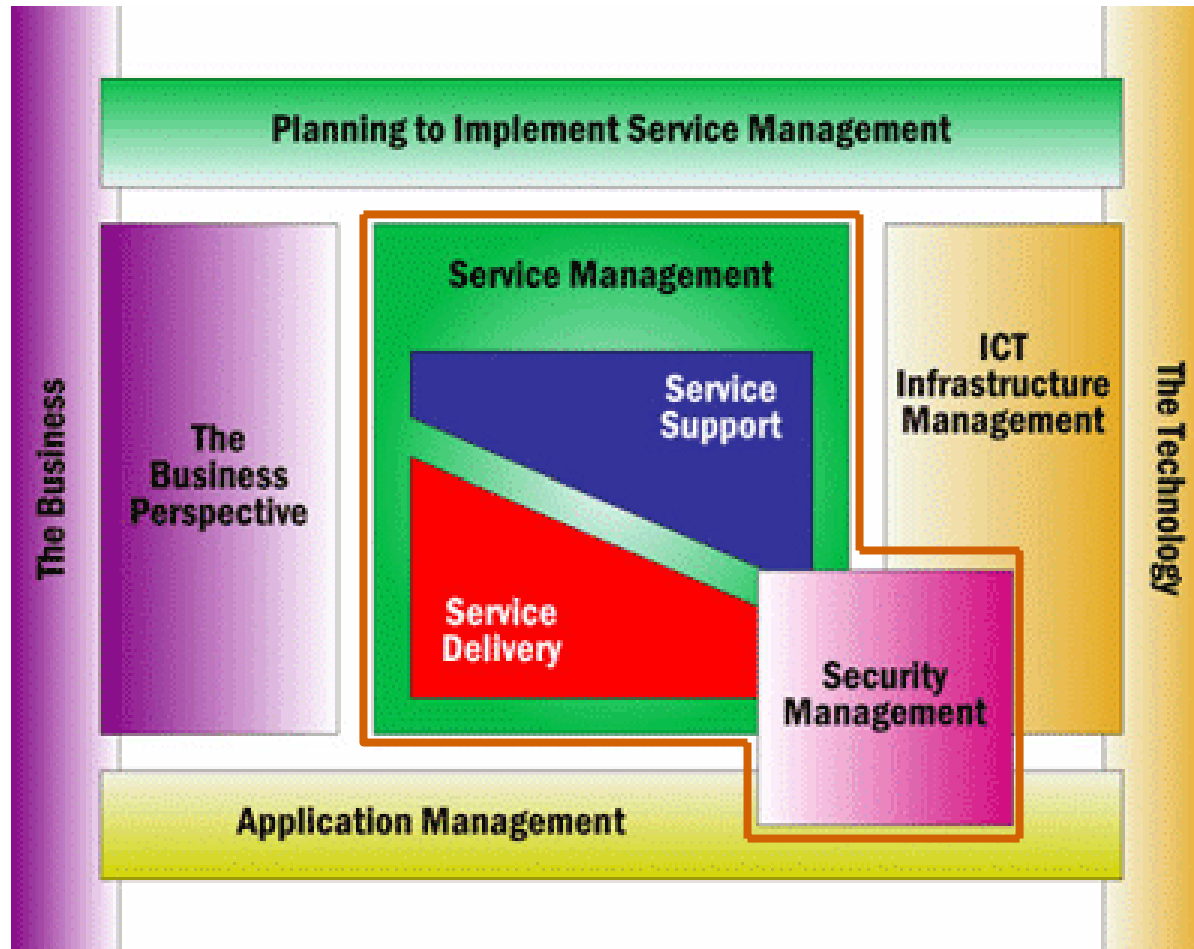 Planning to Implement Service Management
The Business
The
Business
Perspective
Service Management
Service
Support
Service
Delivery
ICT
Infrastructure
Management
Security
Management
The Technology
Application Management